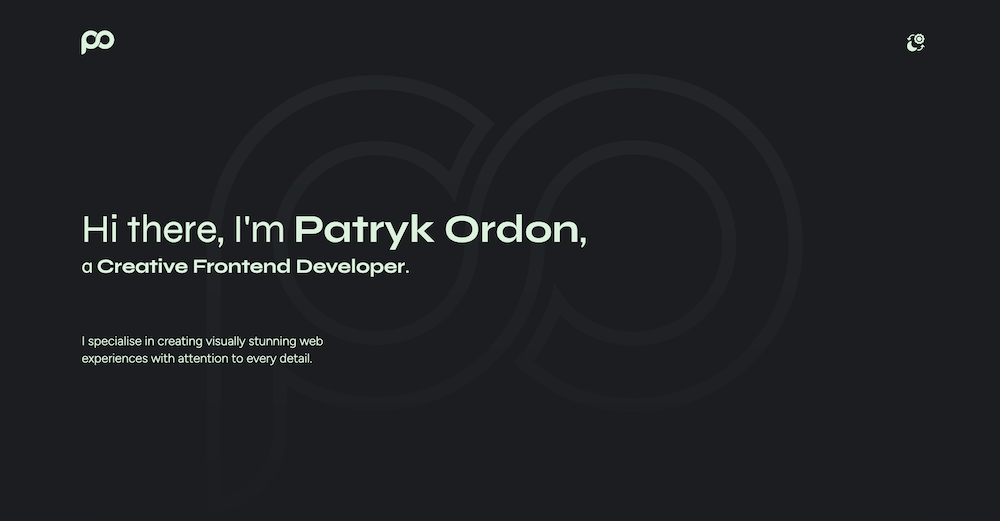 po
Hi there, I'm Patryk Ordon,
a Creative Frontend Developer.
I specialise in creating visually stunning web
experiences with attention to every detail.